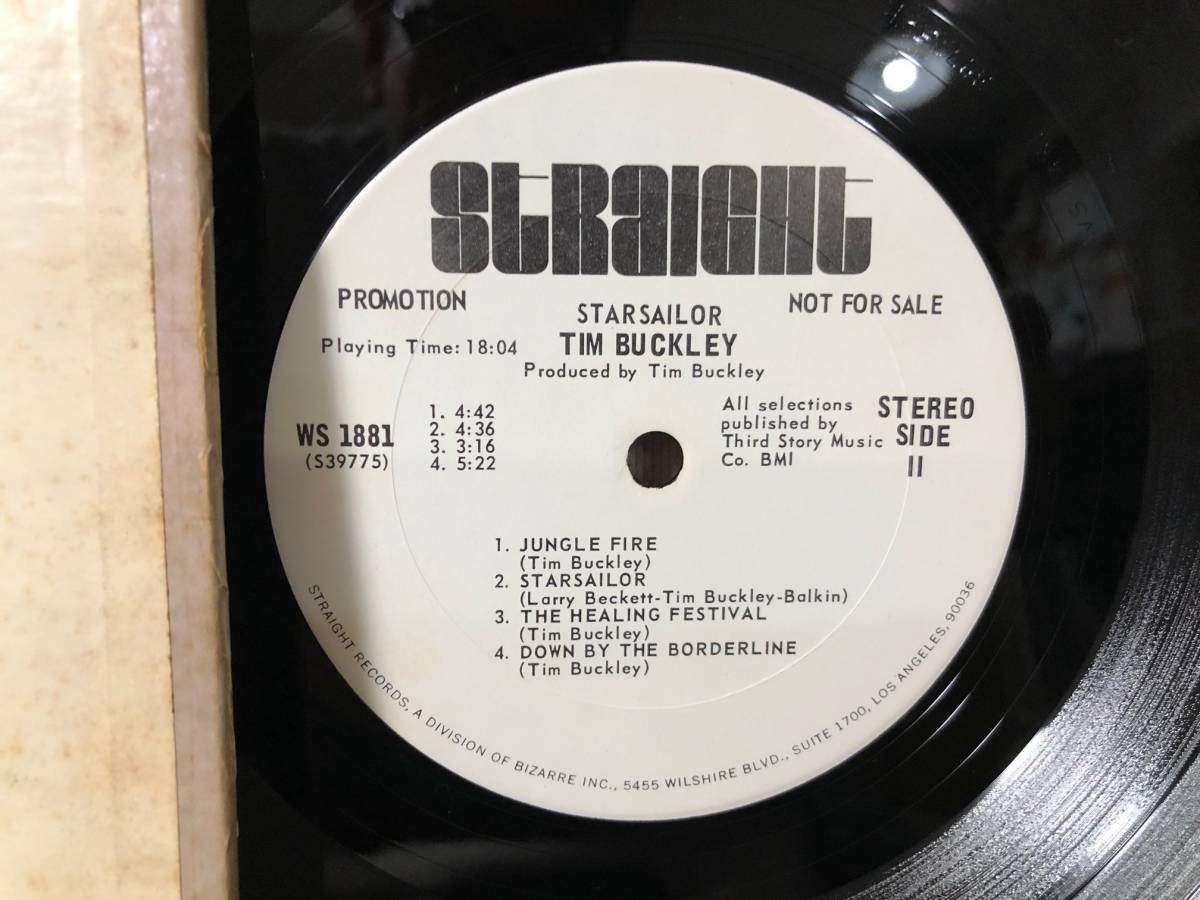 STRAIGHT
PROMOTION
NOT FOR SALE
STARSAILOR
TIM BUCKLEY
Playing Time: 18:04
Produced by Tim Buckley
WS 1881
(S39775)
1. 4:42
2. 4:36
3. 3:16
4. 5:22
All selections
published by
Third Story Music
Co. BMI
STEREO
SIDE
II
1. JUNGLE FIRE
(Tim Buckley)
2. STARSAILOR
(Larry Beckett-Tim Buckley-Balkin)
3. THE HEALING FESTIVAL
(Tim Buckley)
4. DOWN BY THE BORDERLINE
(Tim Buckley)
STRAIGHT RECORDS, A DIVISION OF BIZARRE INC., 5455 WILSHIRE BLVD., SUITE 1700, LOS ANGELES, 90036